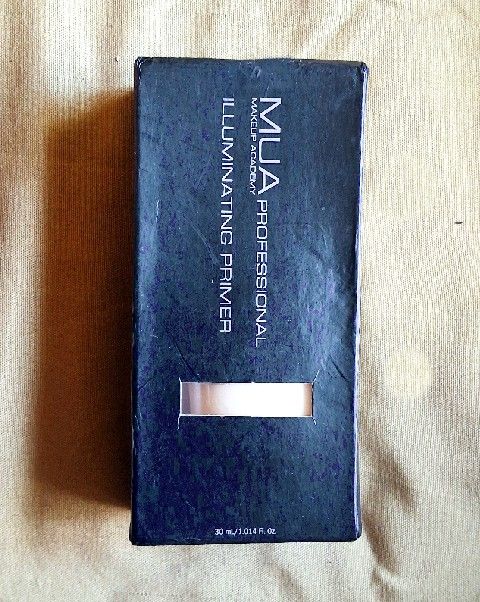 MUA PROFESSIONAL
MAKEUP ACADEMY
ILLUMINATING PRIMER
30 mL/1.014 Fl. Oz.